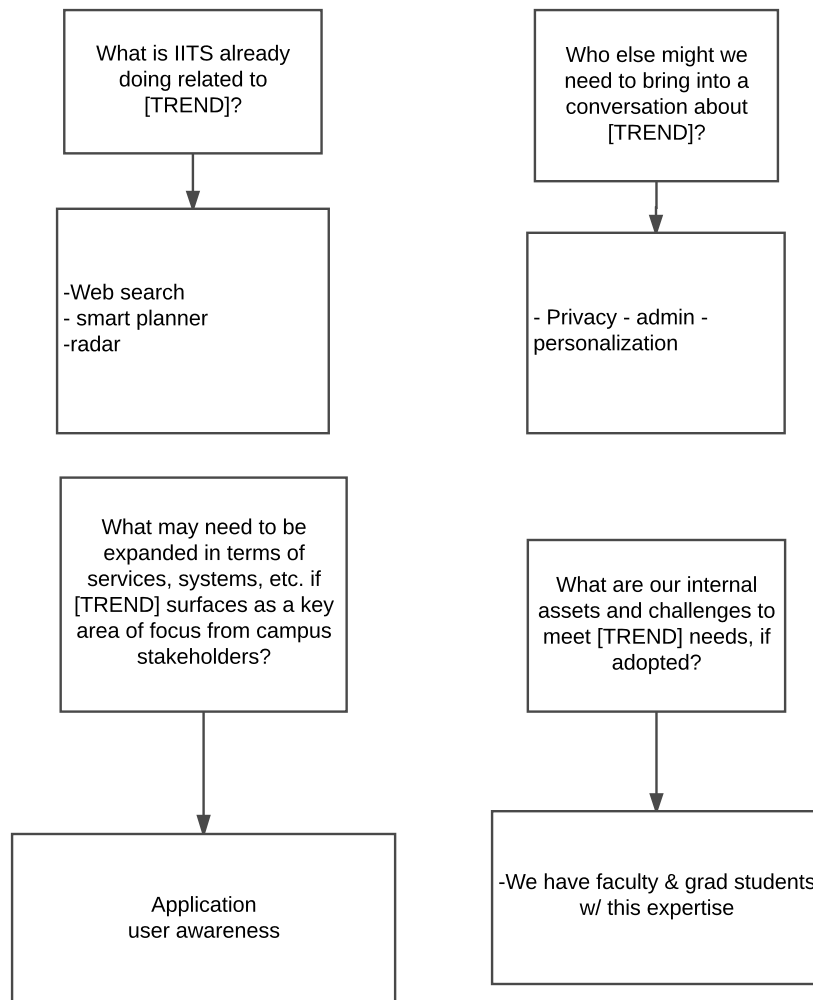 What is IITS already
doing related to
[TREND]?
-Web search
- smart planner
-radar
Who else might we
need to bring into a
conversation about
[TREND]?
- Privacy - admin -
personalization
What may need to be
expanded in terms of
services, systems, etc. if
[TREND] surfaces as a key
area of focus from campus
stakeholders?
Application
user awareness
What are our internal
assets and challenges to
meet [TREND] needs, if
adopted?
-We have faculty & grad students
w/ this expertise